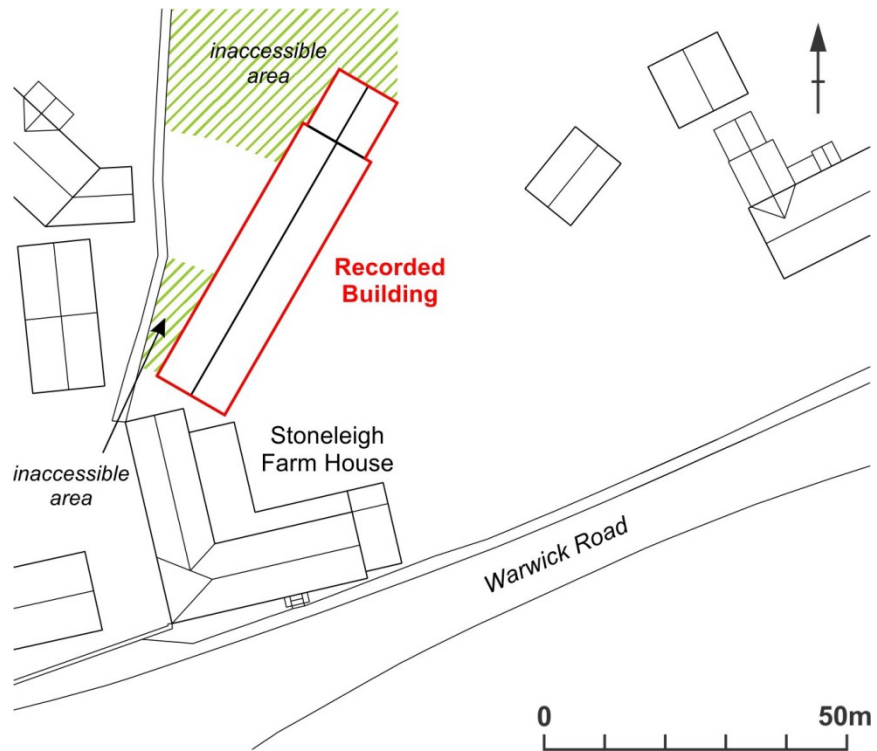 inaccessible
area
Recorded
Building
Stoneleigh
Farm House
inaccessible
area
Warwick Road
0
50m